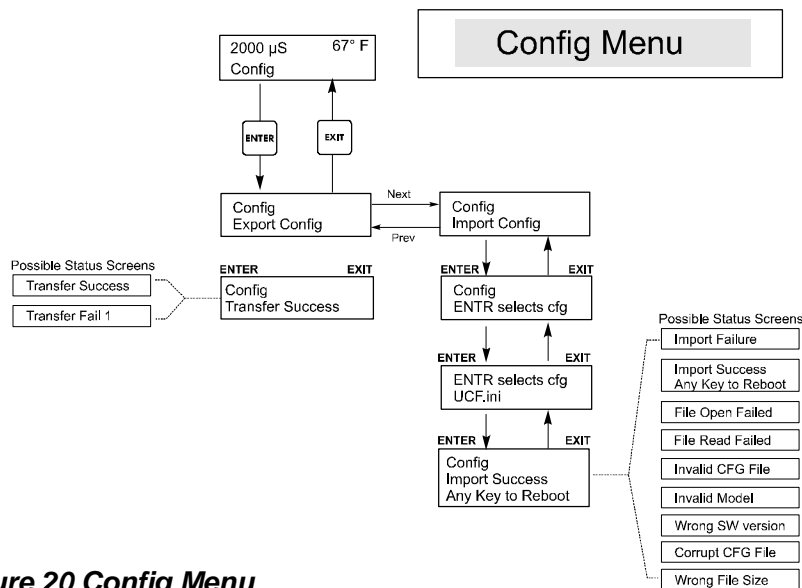 Config Menu
2000 µS 67° F
Config
ENTER
EXIT
Config
Export Config
Next
Prev
Config
Import Config
Possible Status Screens
Transfer Success
Transfer Fail 1
ENTER EXIT
Config
Transfer Success
ENTER EXIT
Config
ENTR selects cfg
ENTER EXIT
ENTR selects cfg
UCF.ini
ENTER EXIT
Config
Import Success
Any Key to Reboot
Possible Status Screens
Import Failure
Import Success
Any Key to Reboot
File Open Failed
File Read Failed
Invalid CFG File
Invalid Model
Wrong SW version
Corrupt CFG File
Wrong File Size
ure 20 Config Menu